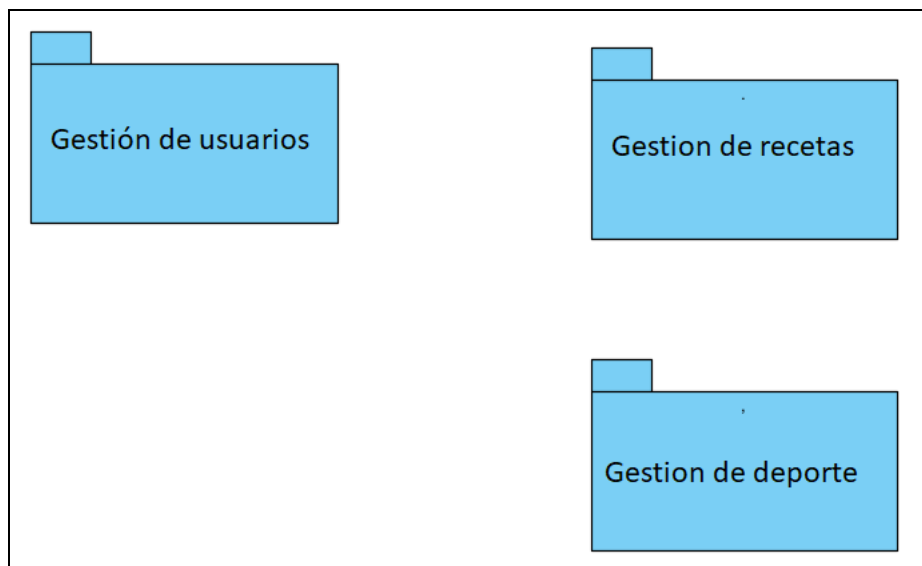 Gestión de usuarios
.
Gestion de recetas
,
Gestion de deporte